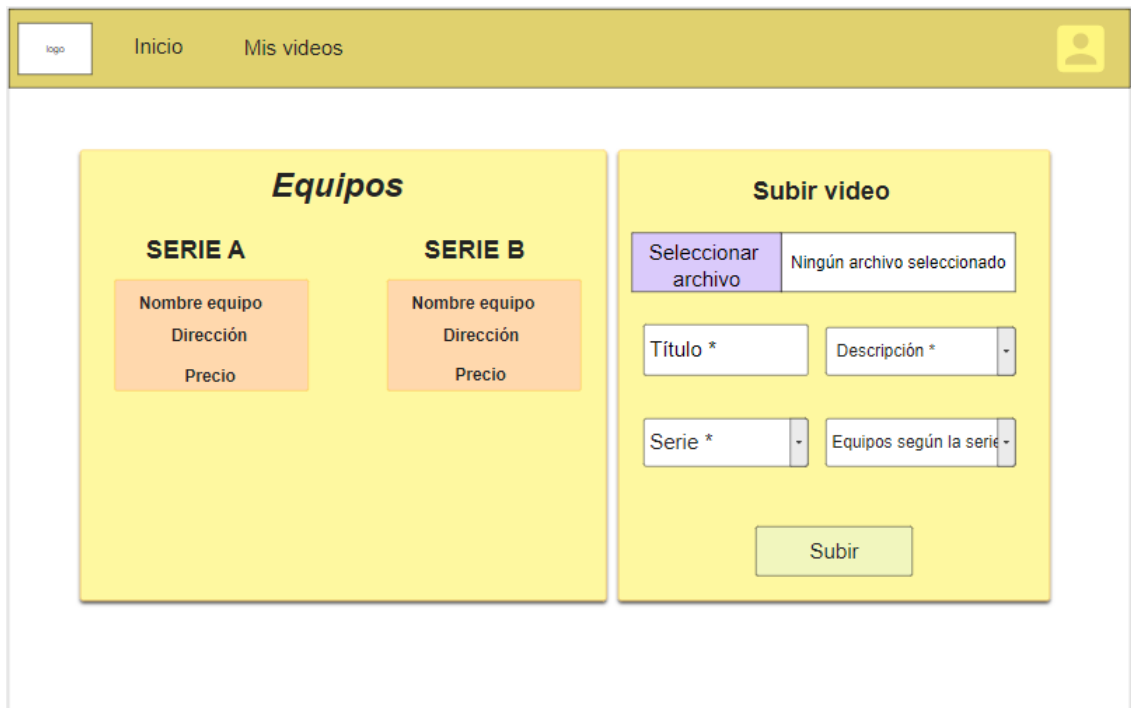 logo
Inicio
Mis videos
Equipos
SERIE A
SERIE B
Nombre equipo
Dirección
Precio
Nombre equipo
Dirección
Precio
Subir video
Seleccionar
archivo
Ningún archivo seleccionado
Título *
Descripción *
Serie *
Equipos según la serie
Subir